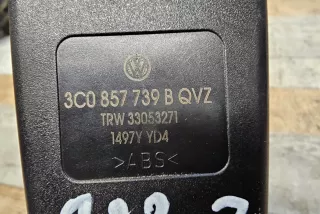 3C0 857 739 B QVZ
TRW 33053271
1497Y YD4
>ABS<